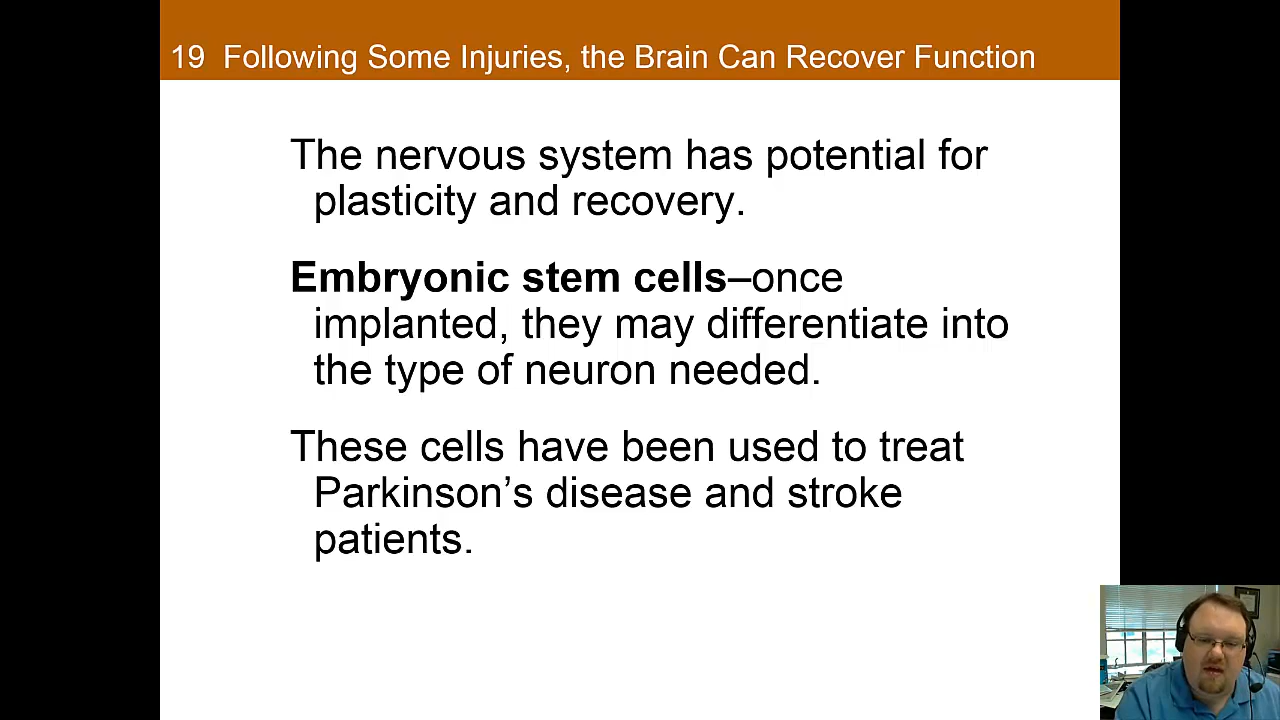 19 Following Some Injuries, the Brain Can Recover Function
The nervous system has potential for
plasticity and recovery.
Embryonic stem cells–once
implanted, they may differentiate into
the type of neuron needed.
These cells have been used to treat
Parkinson’s disease and stroke
patients.